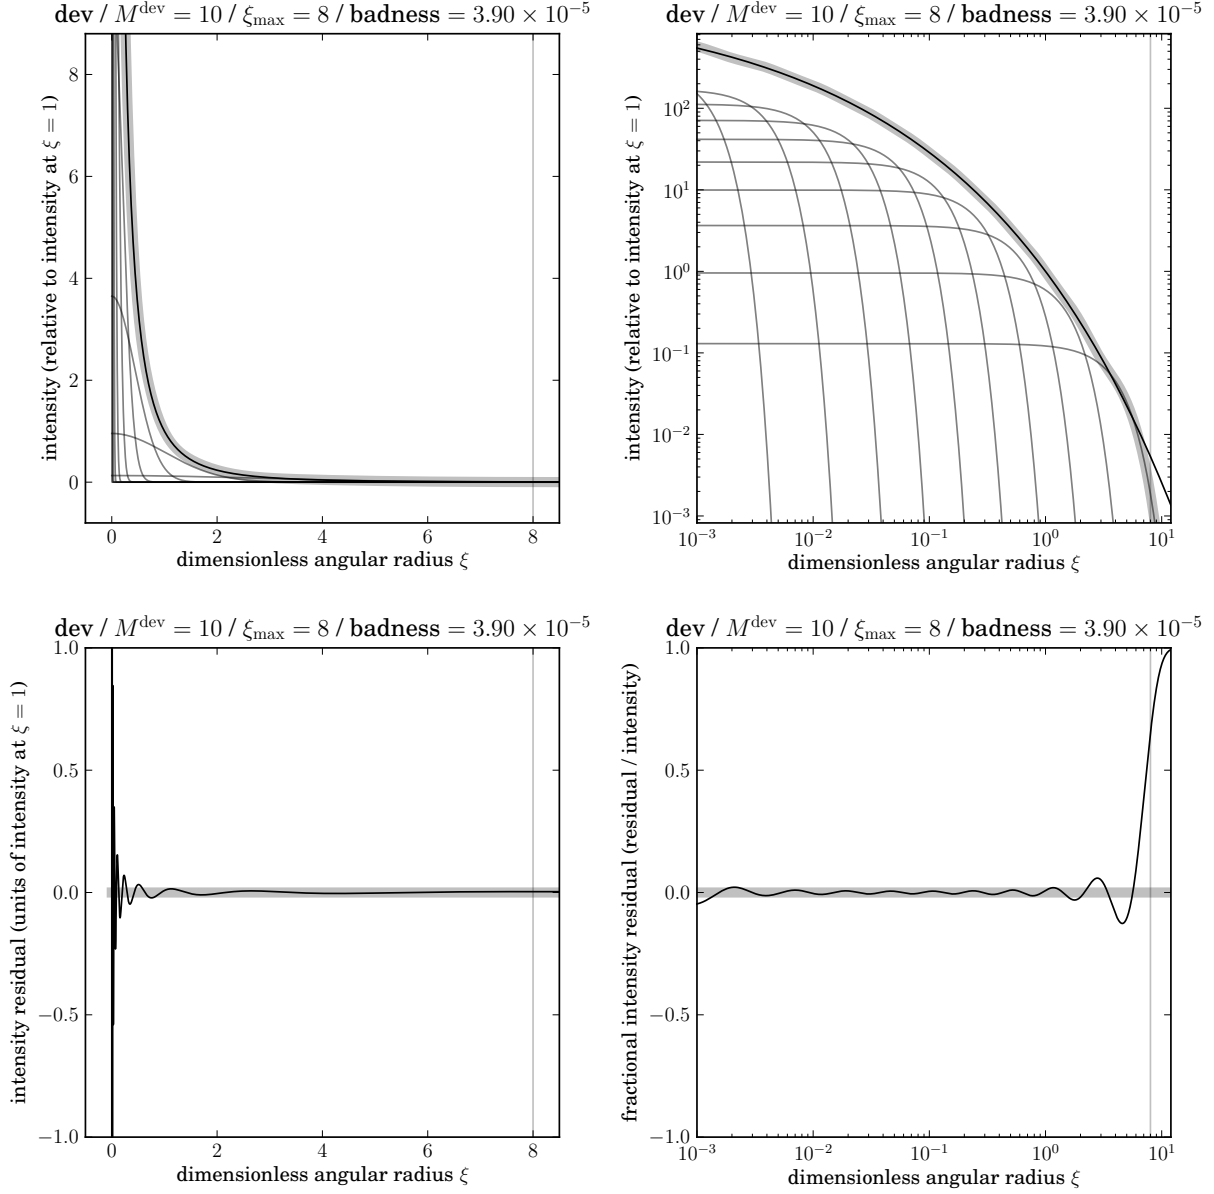 dev / M^dev = 10 / ξ_max = 8 / badness = 3.90 × 10^−5
intensity (relative to intensity at ξ = 1)
8
6
4
2
0
0 2 4 6 8
dimensionless angular radius ξ
dev / M^dev = 10 / ξ_max = 8 / badness = 3.90 × 10^−5
intensity (relative to intensity at ξ = 1)
10^2
10^1
10^0
10^−1
10^−2
10^−3
10^−3 10^−2 10^−1 10^0 10^1
dimensionless angular radius ξ
dev / M^dev = 10 / ξ_max = 8 / badness = 3.90 × 10^−5
intensity residual (units of intensity at ξ = 1)
1.0
0.5
0.0
−0.5
−1.0
0 2 4 6 8
dimensionless angular radius ξ
dev / M^dev = 10 / ξ_max = 8 / badness = 3.90 × 10^−5
fractional intensity residual (residual / intensity)
1.0
0.5
0.0
−0.5
−1.0
10^−3 10^−2 10^−1 10^0 10^1
dimensionless angular radius ξ